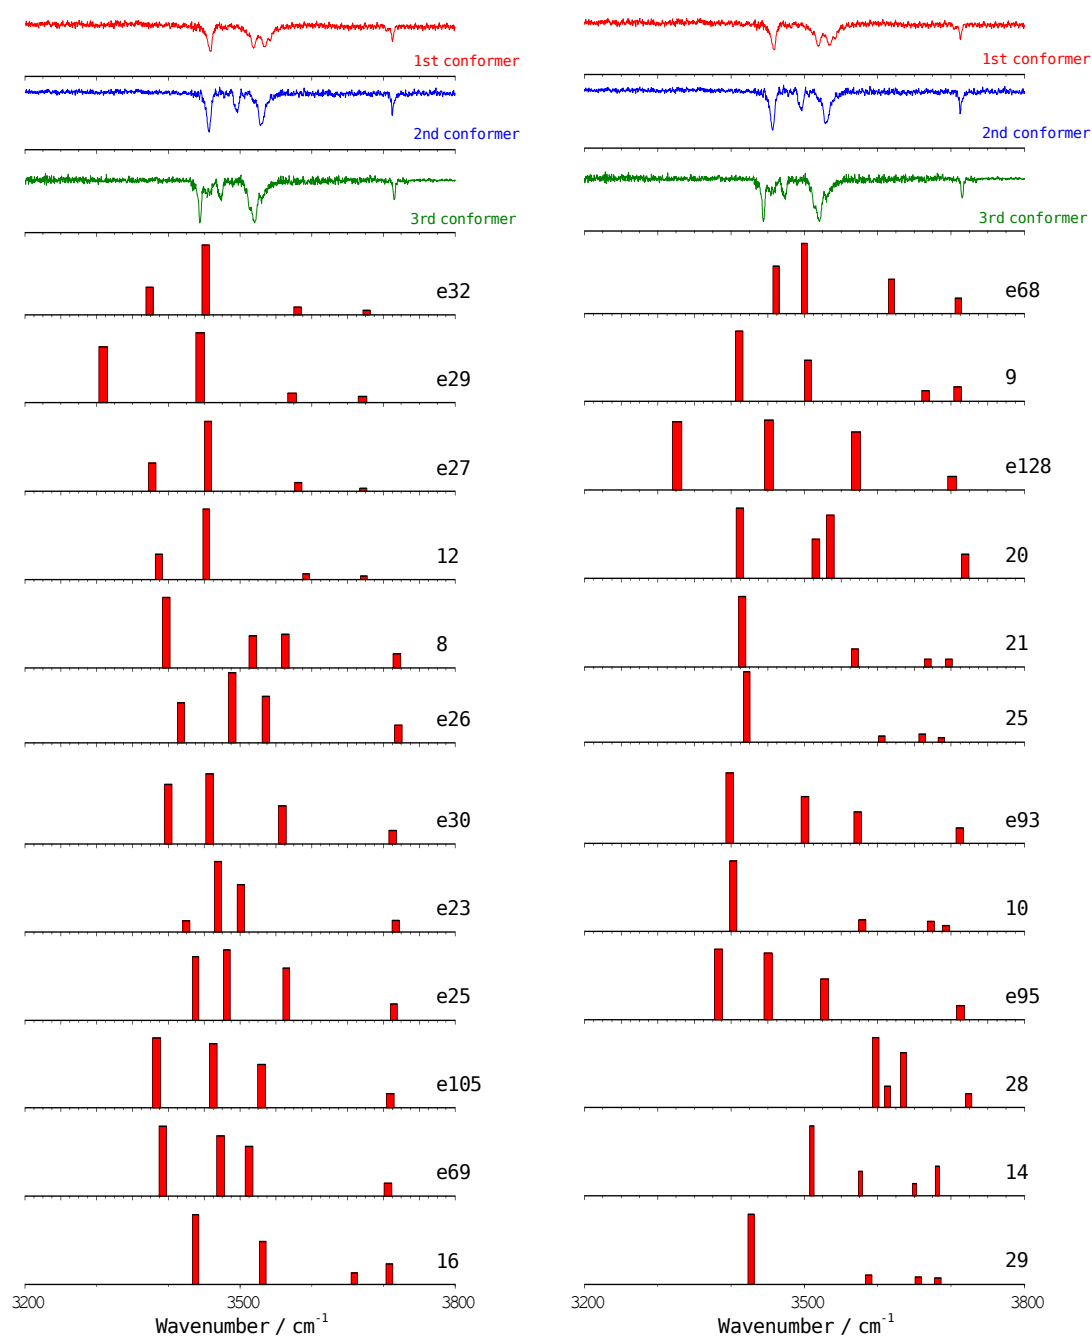 1st conformer
2nd conformer
3rd conformer
e32
e29
e27
12
8
e26
e30
e23
e25
e105
e69
16
3200 3500 3800
Wavenumber / cm⁻¹
1st conformer
2nd conformer
3rd conformer
e68
9
e128
20
21
25
e93
10
e95
28
14
29
3200 3500 3800
Wavenumber / cm⁻¹